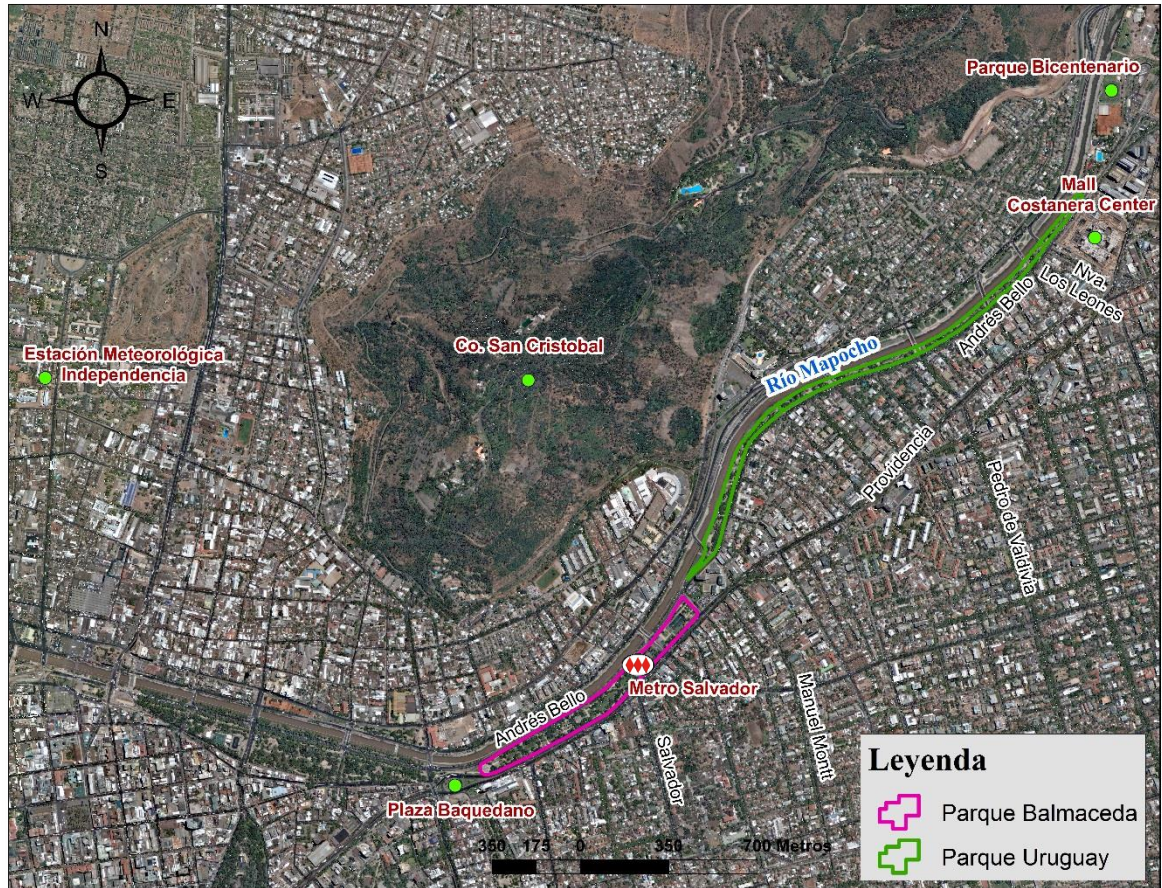 N
W
E
S
Parque Bicentenario
Mall
Costanera Center
Nva.
Los Leones
Andrés Bello
Estación Meteorológica
Independencia
Co. San Cristobal
Río Mapocho
Providencia
Pedro de Valdivia
Metro Salvador
Manuel Montt
Andrés Bello
Salvador
Plaza Baquedano
350 175 0 350 700 Metros
Leyenda
Parque Balmaceda
Parque Uruguay